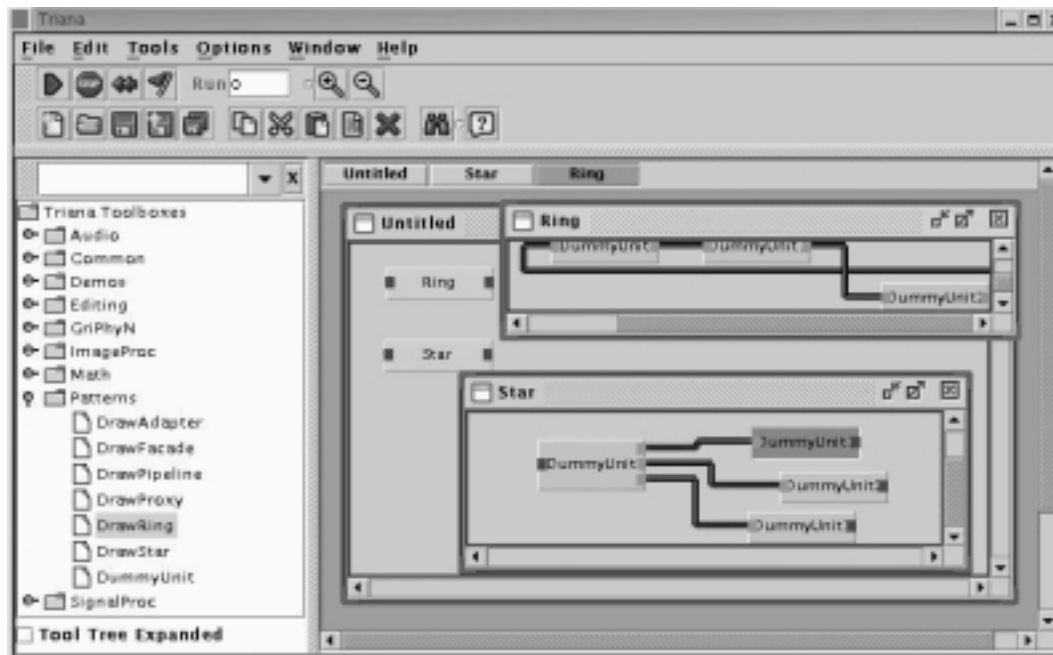 Triana
File Edit Tools Options Window Help
Run 0
Untitled Star Ring
Triana Toolboxes
Audio
Common
Demos
Editing
GriPhyN
ImageProc
Math
Patterns
DrawAdapter
DrawFacade
DrawPipeline
DrawProxy
DrawRing
DrawStar
DummyUnit
SignalProc
Tool Tree Expanded
Untitled
Ring
Star
Ring
DummyUnit DummyUnit
DummyUnit
Star
DummyUnit
DummyUnit
DummyUnit
DummyUnit